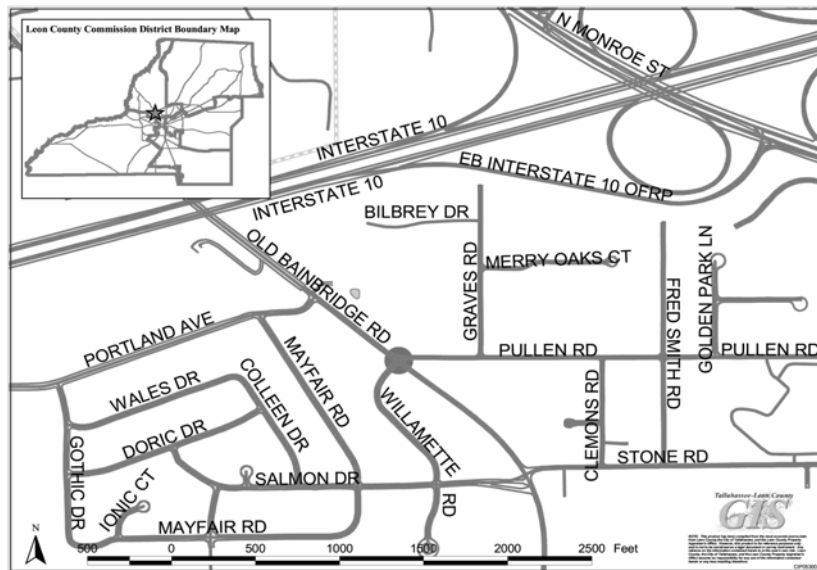 Leon County Commission District Boundary Map
N MONROE ST
INTERSTATE 10
EB INTERSTATE 10 OFRP
INTERSTATE 10
BILBREY DR
OLD BAINBRIDGE RD
GRAVES RD
MERRY OAKS CT
FRED SMITH RD
GOLDEN PARK LN
PORTLAND AVE
MAYFAIR RD
PULLEN RD
PULLEN RD
WALES DR
COLLEEN DR
WILLAMETTE RD
CLEMONS RD
DORIC DR
GOTHIC DR
IONIC CT
SALMON DR
STONE RD
MAYFAIR RD
Tallahassee-Leon County
GIS
N
500 0 500 1000 1500 2000 2500 Feet